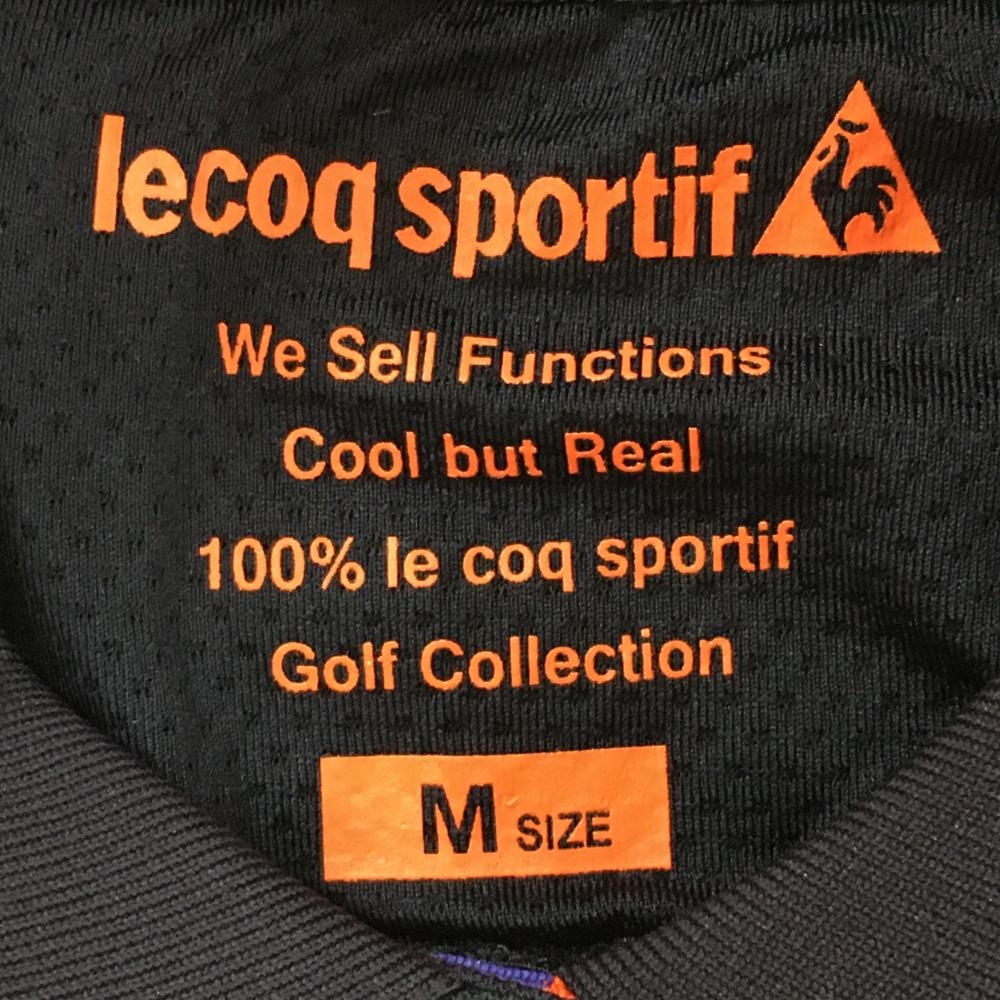 lecoq sportif
We Sell Functions
Cool but Real
100% le coq sportif
Golf Collection
M SIZE